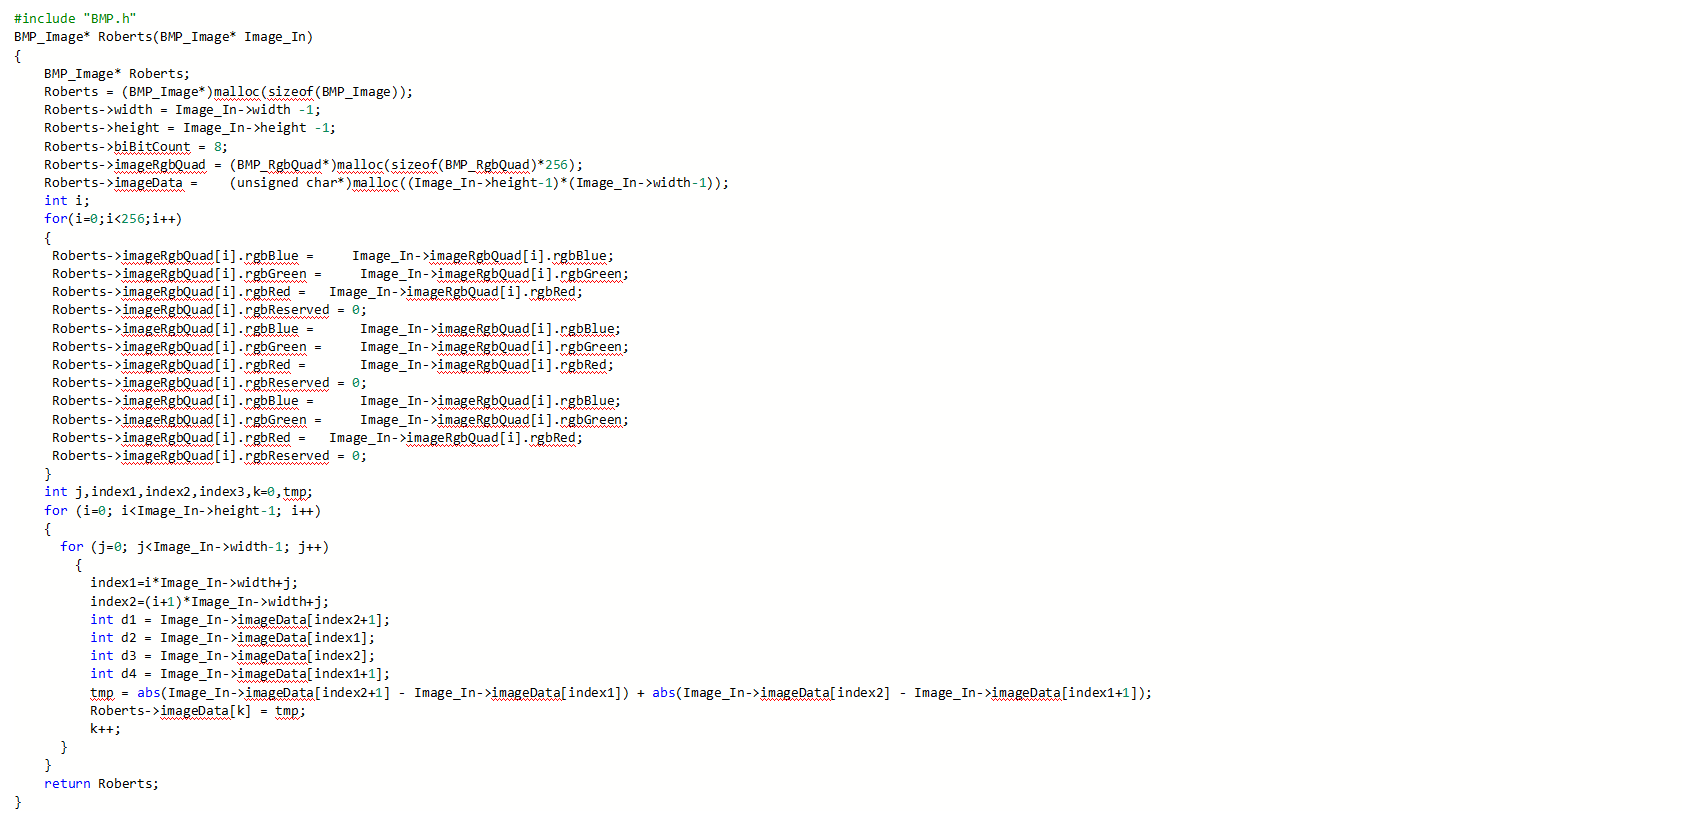 #include "BMP.h"
BMP_Image* Roberts(BMP_Image* Image_In)
{
    BMP_Image* Roberts;
    Roberts = (BMP_Image*)malloc(sizeof(BMP_Image));
    Roberts->width = Image_In->width -1;
    Roberts->height = Image_In->height -1;
    Roberts->biBitCount = 8;
    Roberts->imageRgbQuad = (BMP_RgbQuad*)malloc(sizeof(BMP_RgbQuad)*256);
    Roberts->imageData =    (unsigned char*)malloc((Image_In->height-1)*(Image_In->width-1));
    int i;
    for(i=0;i<256;i++)
    {
     Roberts->imageRgbQuad[i].rgbBlue =     Image_In->imageRgbQuad[i].rgbBlue;
     Roberts->imageRgbQuad[i].rgbGreen =     Image_In->imageRgbQuad[i].rgbGreen;
     Roberts->imageRgbQuad[i].rgbRed =   Image_In->imageRgbQuad[i].rgbRed;
     Roberts->imageRgbQuad[i].rgbReserved = 0;
     Roberts->imageRgbQuad[i].rgbBlue =      Image_In->imageRgbQuad[i].rgbBlue;
     Roberts->imageRgbQuad[i].rgbGreen =     Image_In->imageRgbQuad[i].rgbGreen;
     Roberts->imageRgbQuad[i].rgbRed =       Image_In->imageRgbQuad[i].rgbRed;
     Roberts->imageRgbQuad[i].rgbReserved = 0;
     Roberts->imageRgbQuad[i].rgbBlue =      Image_In->imageRgbQuad[i].rgbBlue;
     Roberts->imageRgbQuad[i].rgbGreen =     Image_In->imageRgbQuad[i].rgbGreen;
     Roberts->imageRgbQuad[i].rgbRed =   Image_In->imageRgbQuad[i].rgbRed;
     Roberts->imageRgbQuad[i].rgbReserved = 0;
    }
    int j,index1,index2,index3,k=0,tmp;
    for (i=0; i<Image_In->height-1; i++)
    {
      for (j=0; j<Image_In->width-1; j++)
        {
          index1=i*Image_In->width+j;
          index2=(i+1)*Image_In->width+j;
          int d1 = Image_In->imageData[index2+1];
          int d2 = Image_In->imageData[index1];
          int d3 = Image_In->imageData[index2];
          int d4 = Image_In->imageData[index1+1];
          tmp = abs(Image_In->imageData[index2+1] - Image_In->imageData[index1]) + abs(Image_In->imageData[index2] - Image_In->imageData[index1+1]);
          Roberts->imageData[k] = tmp;
          k++;
      }
    }
    return Roberts;
}